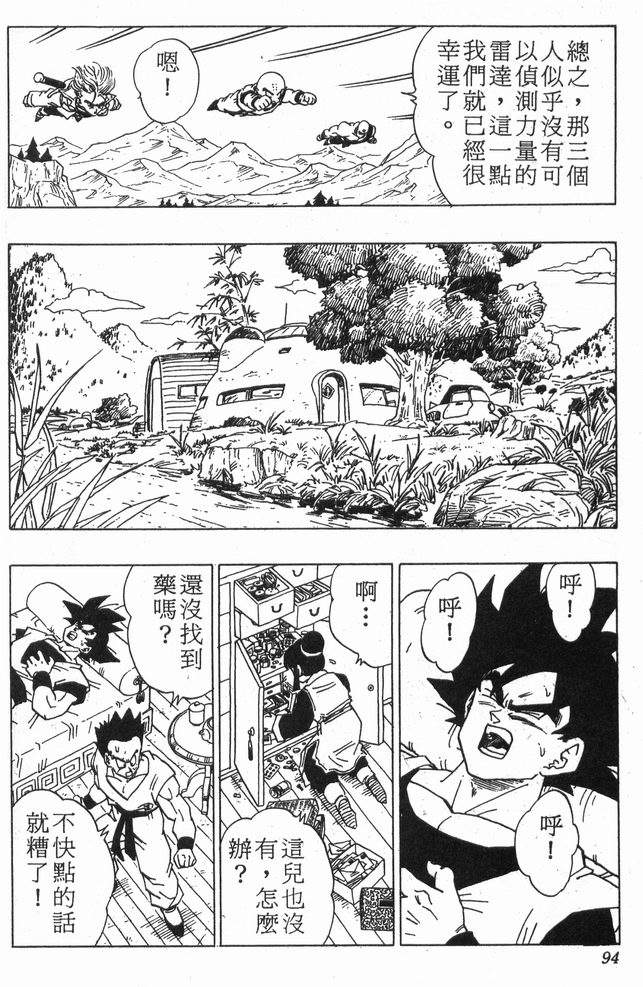 總之，那三個
人似乎沒有可
以偵測力量的
雷達，這一點
我們就已經很
幸運了。
嗯！
呼！
呼！
呼！
啊…
這兒也沒
有，怎麼
辦？
還沒找到
藥嗎？
不快點的話
就糟了！
94